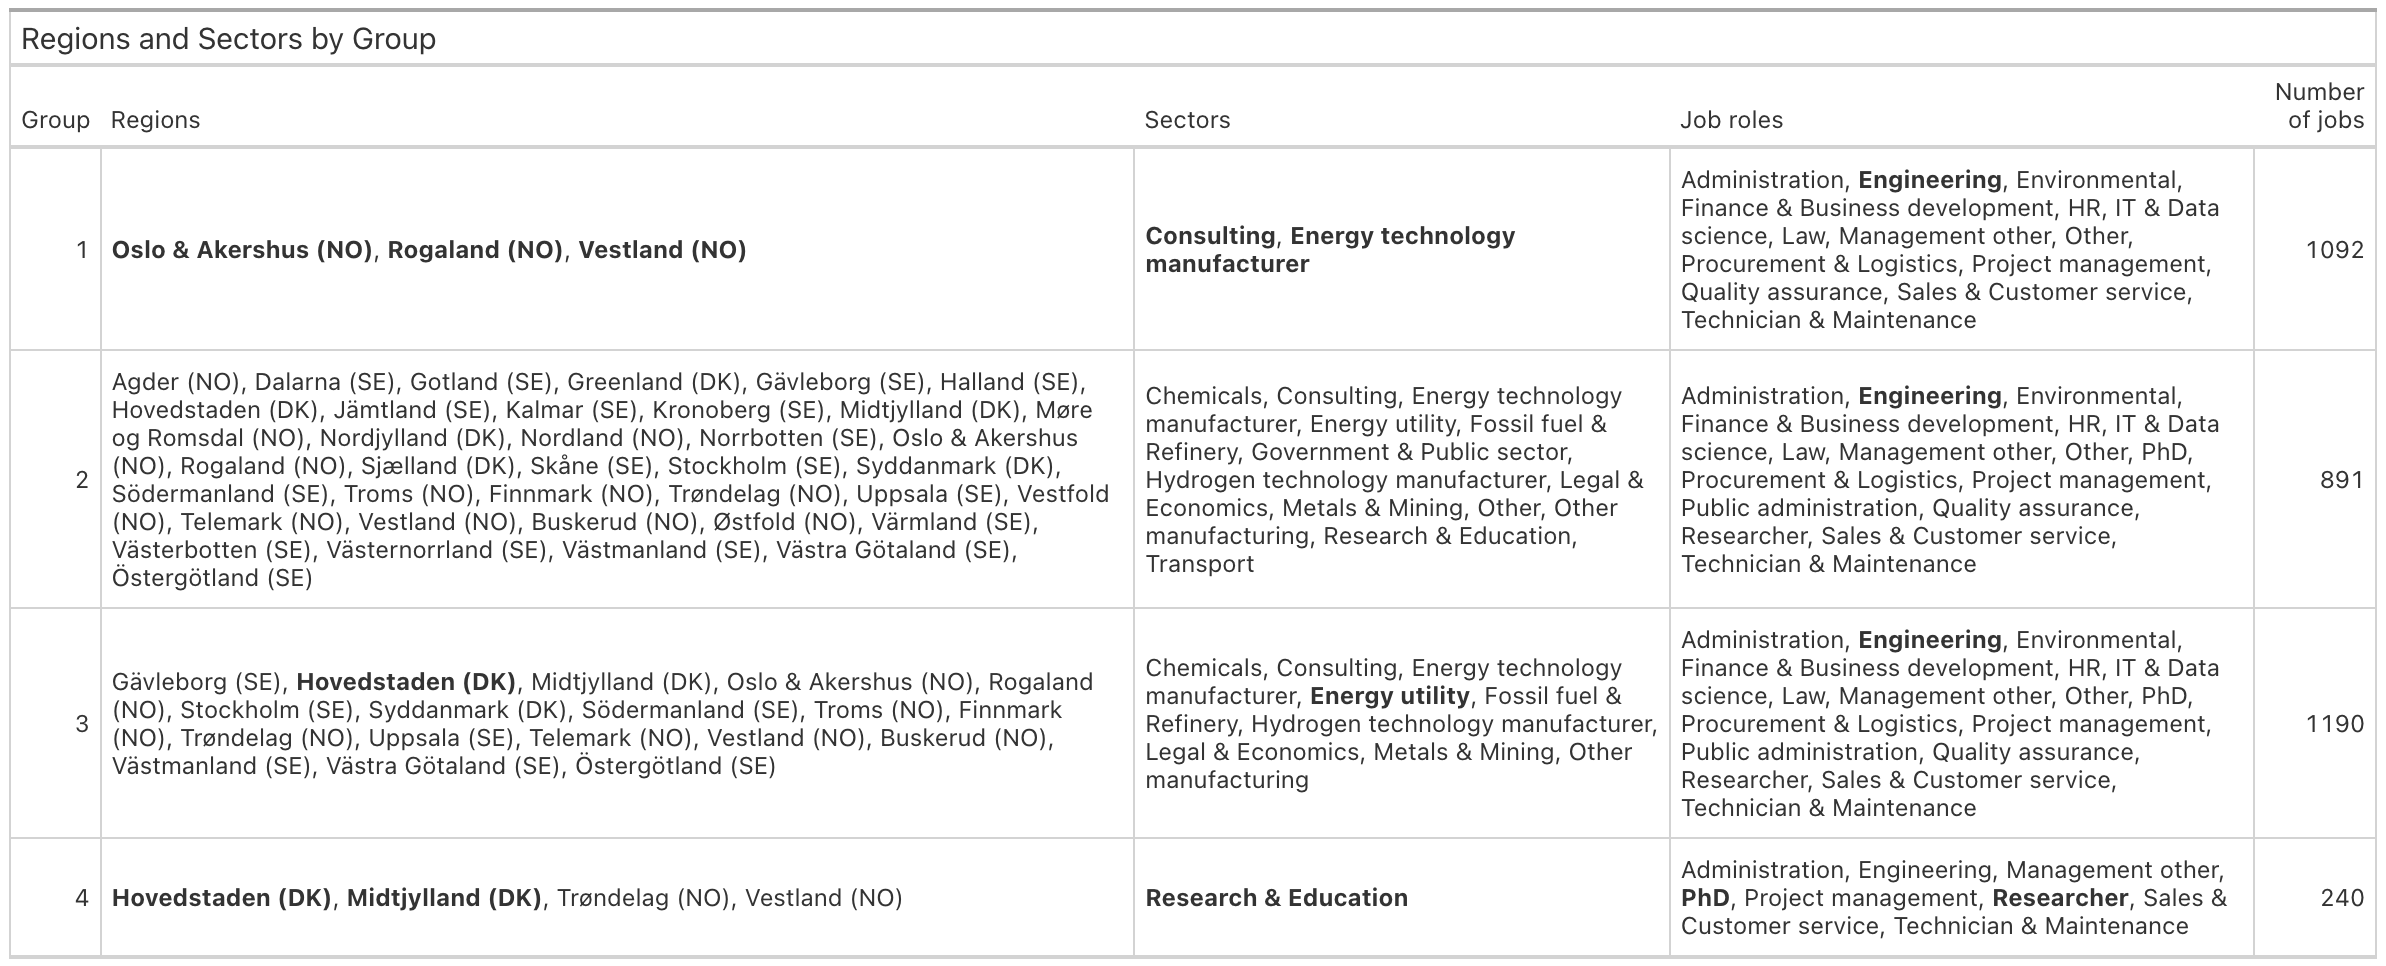 Regions and Sectors by Group
Group Regions Sectors Job roles Number of jobs
1
Oslo & Akershus (NO), Rogaland (NO), Vestland (NO)
Consulting, Energy technology
manufacturer
Administration, Engineering, Environmental,
Finance & Business development, HR, IT & Data
science, Law, Management other, Other,
Procurement & Logistics, Project management,
Quality assurance, Sales & Customer service,
Technician & Maintenance
1092
2
Agder (NO), Dalarna (SE), Gotland (SE), Greenland (DK), Gävleborg (SE), Halland (SE),
Hovedstaden (DK), Jämtland (SE), Kalmar (SE), Kronoberg (SE), Midtjylland (DK), Møre
og Romsdal (NO), Nordjylland (DK), Nordland (NO), Norrbotten (SE), Oslo & Akershus
(NO), Rogaland (NO), Sjælland (DK), Skåne (SE), Stockholm (SE), Syddanmark (DK),
Södermanland (SE), Troms (NO), Finnmark (NO), Trøndelag (NO), Uppsala (SE), Vestfold
(NO), Telemark (NO), Vestland (NO), Buskerud (NO), Østfold (NO), Värmland (SE),
Västerbotten (SE), Västernorrland (SE), Västmanland (SE), Västra Götaland (SE),
Östergötland (SE)
Chemicals, Consulting, Energy technology
manufacturer, Energy utility, Fossil fuel &
Refinery, Government & Public sector,
Hydrogen technology manufacturer, Legal &
Economics, Metals & Mining, Other, Other
manufacturing, Research & Education,
Transport
Administration, Engineering, Environmental,
Finance & Business development, HR, IT & Data
science, Law, Management other, Other, PhD,
Procurement & Logistics, Project management,
Public administration, Quality assurance,
Researcher, Sales & Customer service,
Technician & Maintenance
891
3
Gävleborg (SE), Hovedstaden (DK), Midtjylland (DK), Oslo & Akershus (NO), Rogaland
(NO), Stockholm (SE), Syddanmark (DK), Södermanland (SE), Troms (NO), Finnmark
(NO), Trøndelag (NO), Uppsala (SE), Telemark (NO), Vestland (NO), Buskerud (NO),
Västmanland (SE), Västra Götaland (SE), Östergötland (SE)
Chemicals, Consulting, Energy technology
manufacturer, Energy utility, Fossil fuel &
Refinery, Hydrogen technology manufacturer,
Legal & Economics, Metals & Mining, Other
manufacturing
Administration, Engineering, Environmental,
Finance & Business development, HR, IT & Data
science, Law, Management other, Other, PhD,
Procurement & Logistics, Project management,
Public administration, Quality assurance,
Researcher, Sales & Customer service,
Technician & Maintenance
1190
4
Hovedstaden (DK), Midtjylland (DK), Trøndelag (NO), Vestland (NO)
Research & Education
Administration, Engineering, Management other,
PhD, Project management, Researcher, Sales &
Customer service, Technician & Maintenance
240